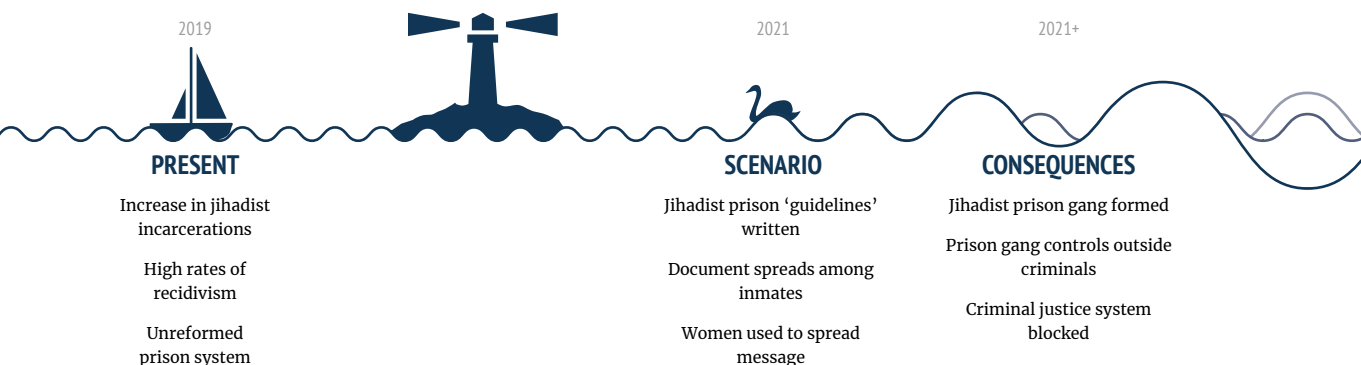 2019
2021
2021+
PRESENT
Increase in jihadist
incarcerations
High rates of
recidivism
Unreformed
prison system
SCENARIO
Jihadist prison ‘guidelines’
written
Document spreads among
inmates
Women used to spread
message
CONSEQUENCES
Jihadist prison gang formed
Prison gang controls outside
criminals
Criminal justice system
blocked